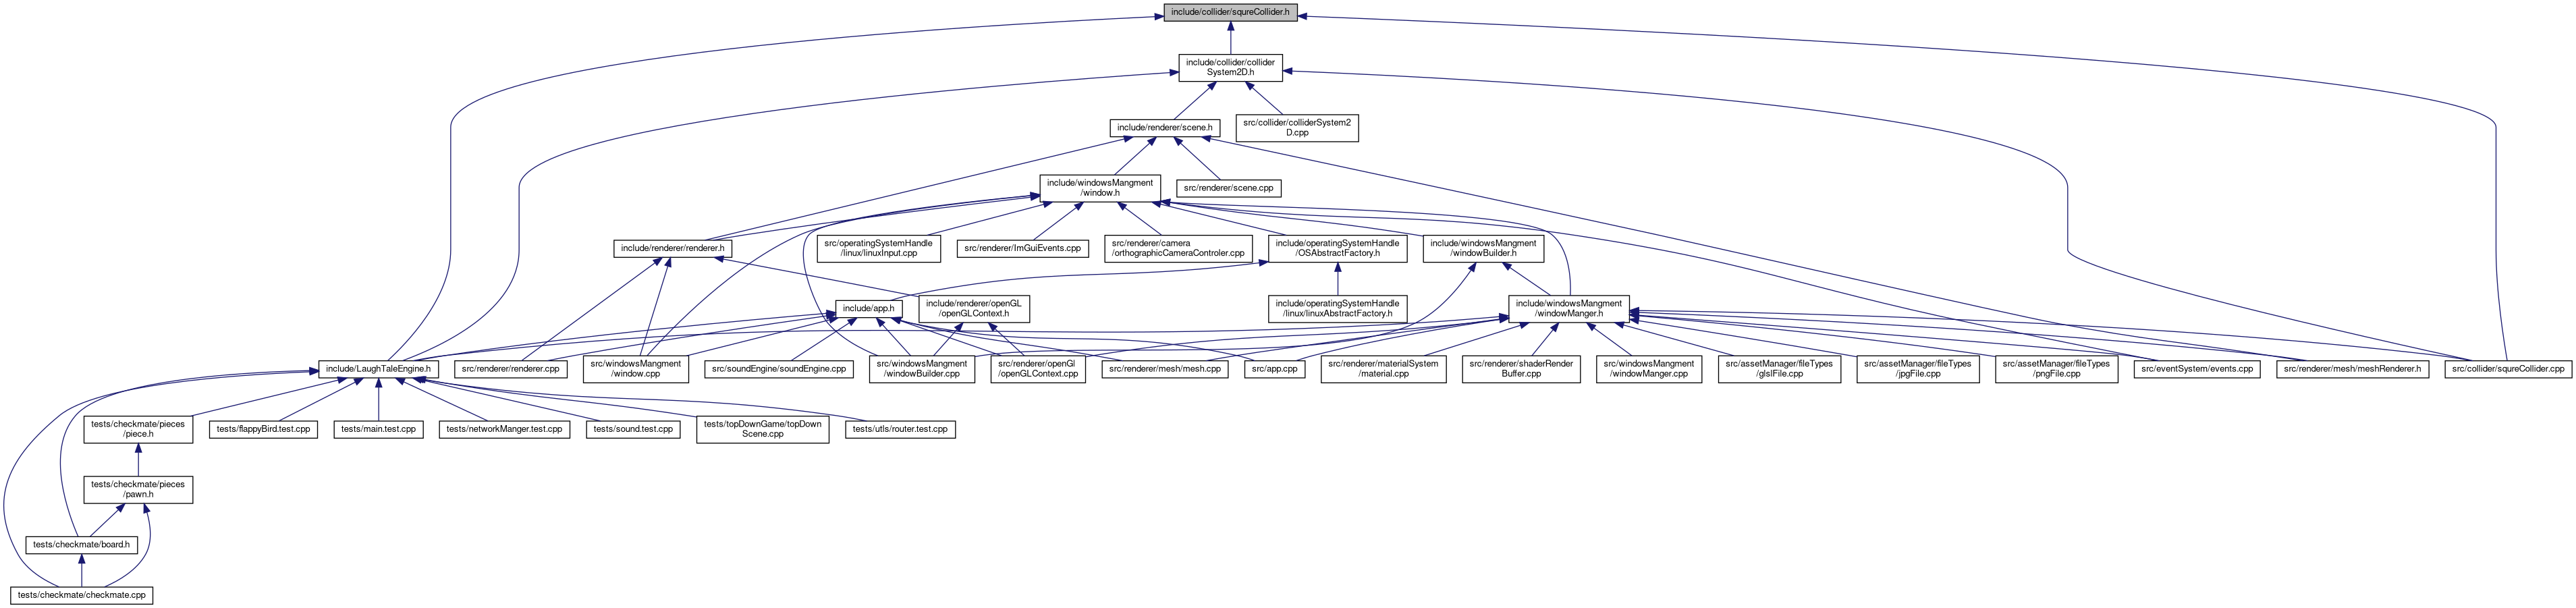 include/collider/squreCollider.h
include/collider/collider
System2D.h
include/renderer/scene.h
src/collider/colliderSystem2
D.cpp
include/windowsMangment
/window.h
src/renderer/scene.cpp
include/renderer/renderer.h
src/operatingSystemHandle
/linux/linuxInput.cpp
src/renderer/ImGuiEvents.cpp
src/renderer/camera
/orthographicCameraControler.cpp
include/operatingSystemHandle
/OSAbstractFactory.h
include/windowsMangment
/windowBuilder.h
include/app.h
include/renderer/openGL
/openGLContext.h
include/operatingSystemHandle
/linux/linuxAbstractFactory.h
include/windowsMangment
/windowManger.h
include/LaughTaleEngine.h
src/renderer/renderer.cpp
src/windowsMangment
/window.cpp
src/soundEngine/soundEngine.cpp
src/windowsMangment
/windowBuilder.cpp
src/renderer/openGl
/openGLContext.cpp
src/renderer/mesh/mesh.cpp
src/app.cpp
src/renderer/materialSystem
/material.cpp
src/renderer/shaderRender
Buffer.cpp
src/windowsMangment
/windowManger.cpp
src/assetManager/fileTypes
/glslFile.cpp
src/assetManager/fileTypes
/jpgFile.cpp
src/assetManager/fileTypes
/pngFile.cpp
src/eventSystem/events.cpp
src/renderer/mesh/meshRenderer.h
src/collider/squreCollider.cpp
tests/checkmate/pieces
/piece.h
tests/flappyBird.test.cpp
tests/main.test.cpp
tests/networkManger.test.cpp
tests/sound.test.cpp
tests/topDownGame/topDown
Scene.cpp
tests/utls/router.test.cpp
tests/checkmate/pieces
/pawn.h
tests/checkmate/board.h
tests/checkmate/checkmate.cpp